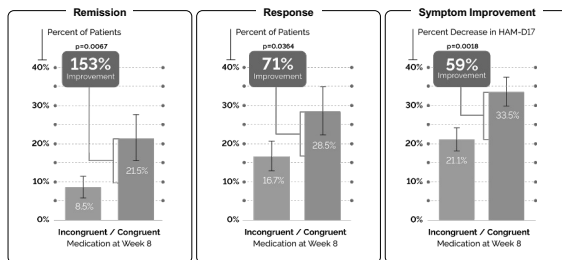 Remission
Percent of Patients
p=0.0067
153%
Improvement
40%
30%
20%
10%
0%
8.5%
21.5%
Incongruent / Congruent
Medication at Week 8
Response
Percent of Patients
p=0.0364
71%
Improvement
40%
30%
20%
10%
0%
16.7%
28.5%
Incongruent / Congruent
Medication at Week 8
Symptom Improvement
Percent Decrease in HAM-D17
p=0.0018
59%
Improvement
40%
30%
20%
10%
0%
21.1%
33.5%
Incongruent / Congruent
Medication at Week 8